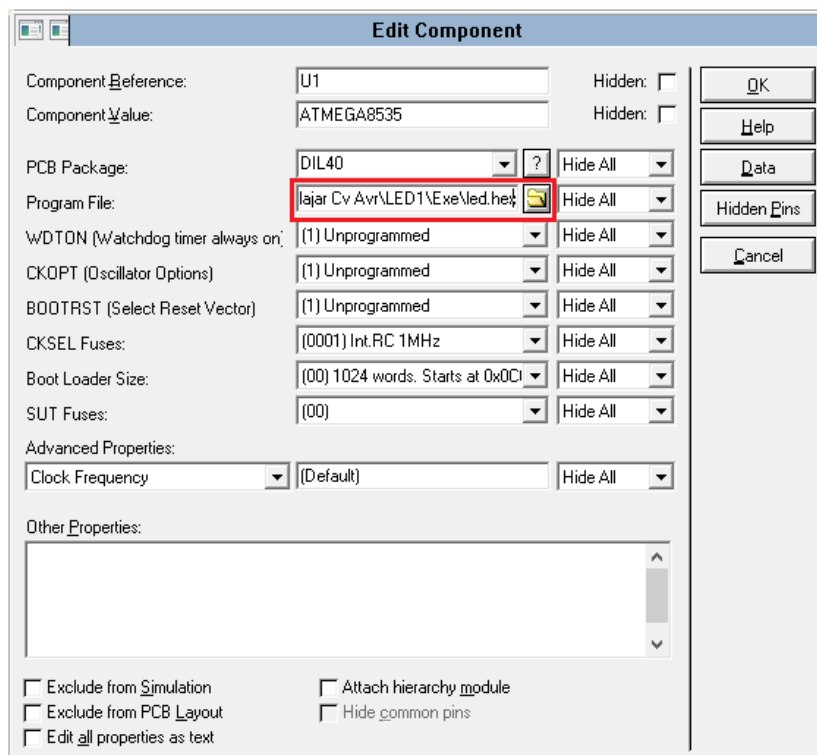 Edit Component
Component Reference: U1 Hidden: OK
Component Value: ATMEGA8535 Hidden: Help
PCB Package: DIL40 ? Hide All Data
Program File: lajar Cv Avr\LED1\Exe\led.hex Hide All Hidden Pins
WDTON (Watchdog timer always on) (1) Unprogrammed Hide All
Cancel
CKOPT (Oscillator Options) (1) Unprogrammed Hide All
BOOTRST (Select Reset Vector) (1) Unprogrammed Hide All
CKSEL Fuses: (0001) Int.RC 1MHz Hide All
Boot Loader Size: (00) 1024 words. Starts at 0x0C Hide All
SUT Fuses: (00) Hide All
Advanced Properties:
Clock Frequency (Default) Hide All
Other Properties:
Exclude from Simulation Attach hierarchy module
Exclude from PCB Layout Hide common pins
Edit all properties as text